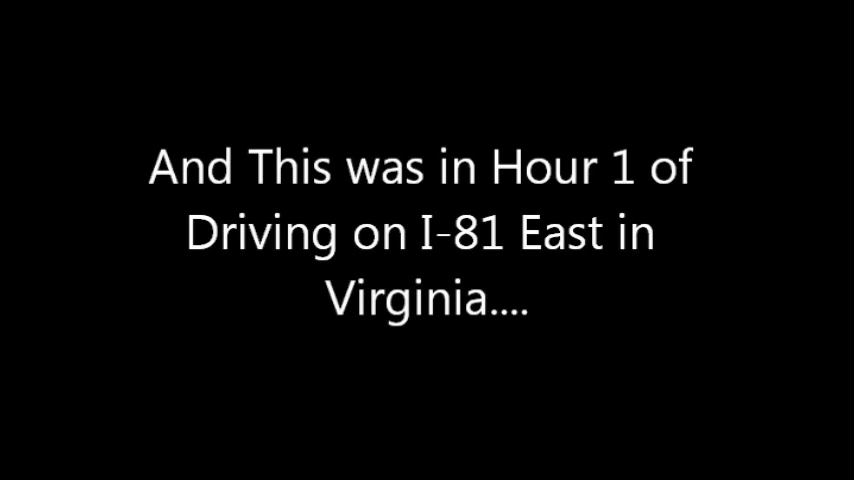 And This was in Hour 1 of
Driving on I-81 East in
Virginia....